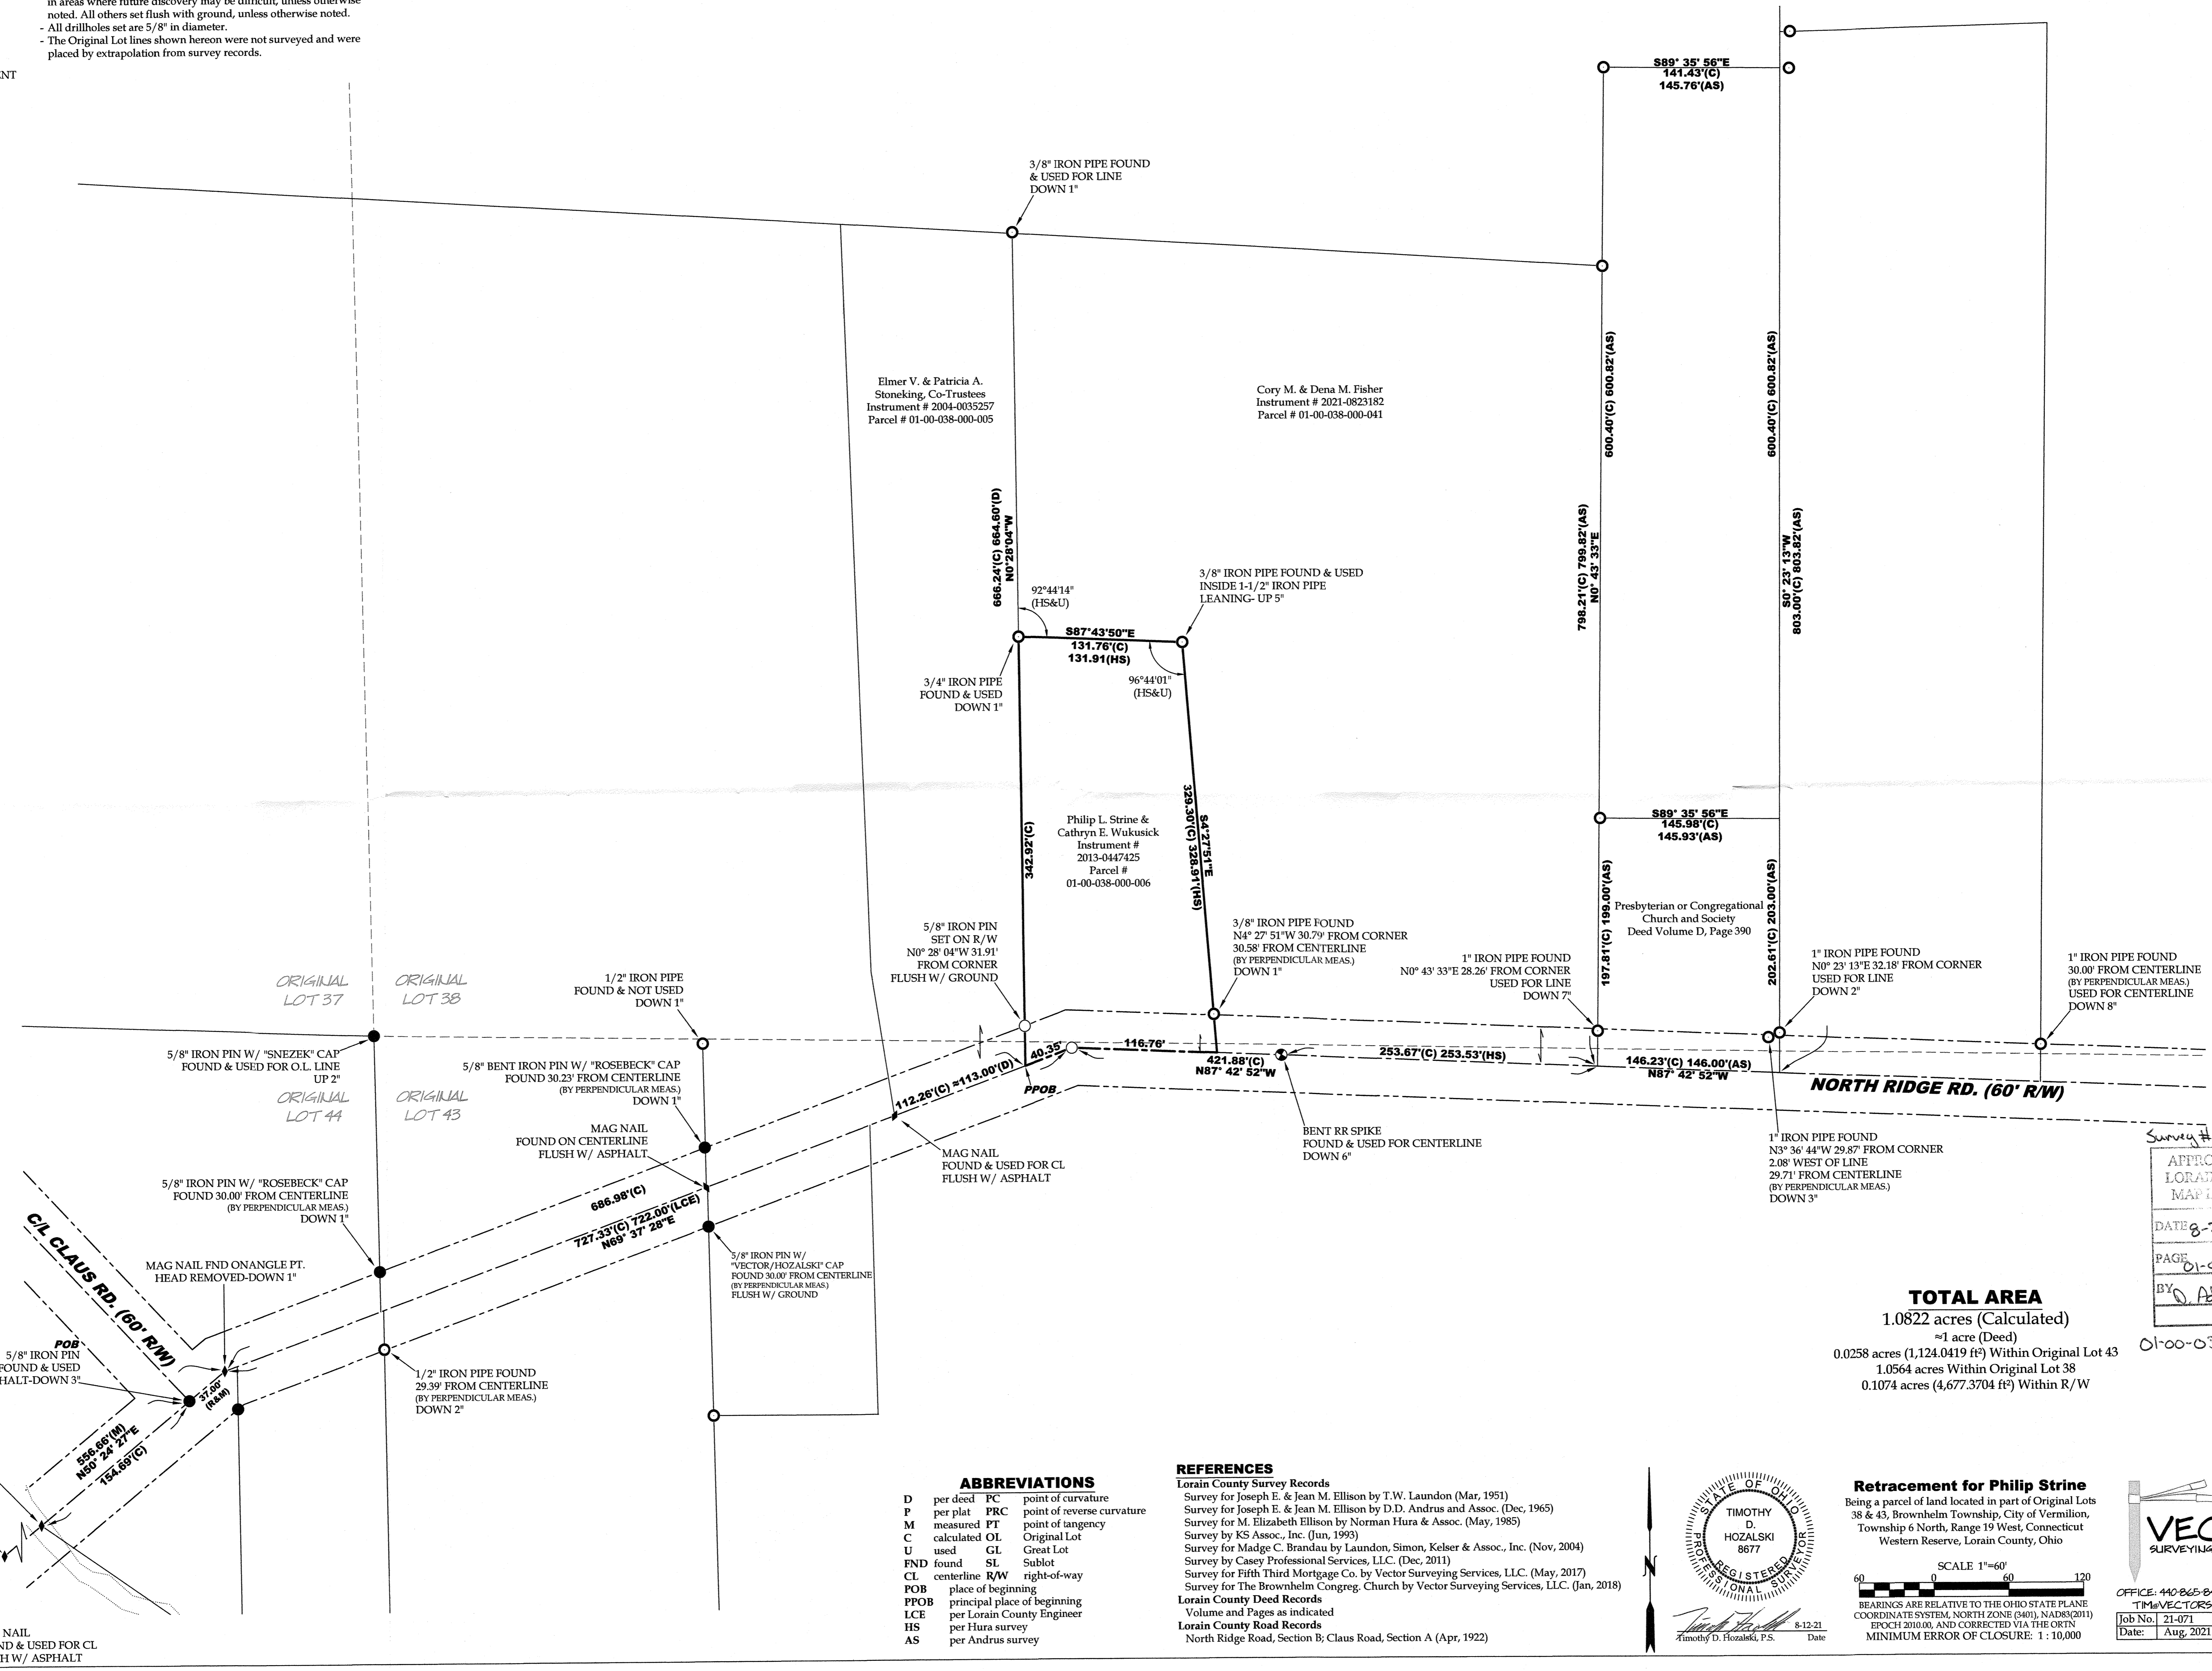 in areas where future discovery may be difficult, unless otherwise
noted. All others set flush with ground, unless otherwise noted.
- All drillholes set are 5/8" in diameter.
- The Original Lot lines shown hereon were not surveyed and were
placed by extrapolation from survey records.
ENT
S89° 35' 56"E
141.43'(C)
145.76'(AS)
3/8" IRON PIPE FOUND
& USED FOR LINE
DOWN 1"
Elmer V. & Patricia A.
Stoneking, Co-Trustees
Instrument # 2004-0035257
Parcel # 01-00-038-000-005
Cory M. & Dena M. Fisher
Instrument # 2021-0823182
Parcel # 01-00-038-000-041
600.40'(C) 600.82'(AS)
600.40'(C) 600.82'(AS)
666.24'(C) 664.60'(D)
N0°28'04"W
798.21'(C) 799.82'(AS)
N0° 43' 33"E
S0° 23' 13"W
803.00'(C) 803.82'(AS)
92°44'14"
(HS&U)
3/8" IRON PIPE FOUND & USED
INSIDE 1-1/2" IRON PIPE
LEANING- UP 5"
S87°43'50"E
131.76'(C)
131.91(HS)
96°44'01"
(HS&U)
3/4" IRON PIPE
FOUND & USED
DOWN 1"
342.92'(C)
Philip L. Strine &
Cathryn E. Wukusick
Instrument #
2013-0447425
Parcel #
01-00-038-000-006
S4°27'51"E
329.30'(C) 328.91'(HS)
S89° 35' 56"E
145.98'(C)
145.93'(AS)
197.81'(C) 199.00'(AS)
Presbyterian or Congregational
Church and Society
Deed Volume D, Page 390
202.61'(C) 203.00'(AS)
5/8" IRON PIN
SET ON R/W
N0° 28' 04"W 31.91'
FROM CORNER
FLUSH W/ GROUND
3/8" IRON PIPE FOUND
N4° 27' 51"W 30.79' FROM CORNER
30.58' FROM CENTERLINE
(BY PERPENDICULAR MEAS.)
DOWN 1"
1" IRON PIPE FOUND
N0° 43' 33"E 28.26' FROM CORNER
USED FOR LINE
DOWN 7"
1" IRON PIPE FOUND
N0° 23' 13"E 32.18' FROM CORNER
USED FOR LINE
DOWN 2"
1" IRON PIPE FOUND
30.00' FROM CENTERLINE
(BY PERPENDICULAR MEAS.)
USED FOR CENTERLINE
DOWN 8"
ORIGINAL
LOT 37
ORIGINAL
LOT 38
1/2" IRON PIPE
FOUND & NOT USED
DOWN 1"
5/8" IRON PIN W/ "SNEZEK" CAP
FOUND & USED FOR O.L. LINE
UP 2"
ORIGINAL
LOT 44
ORIGINAL
LOT 43
5/8" BENT IRON PIN W/ "ROSEBECK" CAP
FOUND 30.23' FROM CENTERLINE
(BY PERPENDICULAR MEAS.)
DOWN 1"
112.26'(C) ≈113.00'(D)
40.35'
PPOB
116.76'
421.88'(C)
N87° 42' 52"W
253.67'(C) 253.53'(HS)
146.23'(C) 146.00'(AS)
N87° 42' 52"W
NORTH RIDGE RD. (60' R/W)
MAG NAIL
FOUND ON CENTERLINE
FLUSH W/ ASPHALT
MAG NAIL
FOUND & USED FOR CL
FLUSH W/ ASPHALT
BENT RR SPIKE
FOUND & USED FOR CENTERLINE
DOWN 6"
1" IRON PIPE FOUND
N3° 36' 44"W 29.87' FROM CORNER
2.08' WEST OF LINE
29.71' FROM CENTERLINE
(BY PERPENDICULAR MEAS.)
DOWN 3"
5/8" IRON PIN W/ "ROSEBECK" CAP
FOUND 30.00' FROM CENTERLINE
(BY PERPENDICULAR MEAS.)
DOWN 1"
686.98'(C)
727.33'(C) 722.00'(LCE)
N69° 37' 28"E
5/8" IRON PIN W/
"VECTOR/HOZALSKI" CAP
FOUND 30.00' FROM CENTERLINE
(BY PERPENDICULAR MEAS.)
FLUSH W/ GROUND
C/L CLAUS RD. (60' R/W)
MAG NAIL FND ONANGLE PT.
HEAD REMOVED-DOWN 1"
POB
5/8" IRON PIN
FOUND & USED
HALT-DOWN 3"
37.00'
(R&M)
1/2" IRON PIPE FOUND
29.39' FROM CENTERLINE
(BY PERPENDICULAR MEAS.)
DOWN 2"
556.66'(M)
N50° 24' 27"E
154.69'(C)
NAIL
ND & USED FOR CL
H W/ ASPHALT
Survey #
APPRO
LORAI
MAP
DATE 8-
PAGE 01-
BY D.
01-00-03
TOTAL AREA
1.0822 acres (Calculated)
≈1 acre (Deed)
0.0258 acres (1,124.0419 ft²) Within Original Lot 43
1.0564 acres Within Original Lot 38
0.1074 acres (4,677.3704 ft²) Within R/W
ABBREVIATIONS
D per deed PC point of curvature
P per plat PRC point of reverse curvature
M measured PT point of tangency
C calculated OL Original Lot
U used GL Great Lot
FND found SL Sublot
CL centerline R/W right-of-way
POB place of beginning
PPOB principal place of beginning
LCE per Lorain County Engineer
HS per Hura survey
AS per Andrus survey
REFERENCES
Lorain County Survey Records
Survey for Joseph E. & Jean M. Ellison by T.W. Laundon (Mar, 1951)
Survey for Joseph E. & Jean M. Ellison by D.D. Andrus and Assoc. (Dec, 1965)
Survey for M. Elizabeth Ellison by Norman Hura & Assoc. (May, 1985)
Survey by KS Assoc., Inc. (Jun, 1993)
Survey for Madge C. Brandau by Laundon, Simon, Kelser & Assoc., Inc. (Nov, 2004)
Survey by Casey Professional Services, LLC. (Dec, 2011)
Survey for Fifth Third Mortgage Co. by Vector Surveying Services, LLC. (May, 2017)
Survey for The Brownhelm Congreg. Church by Vector Surveying Services, LLC. (Jan, 2018)
Lorain County Deed Records
Volume and Pages as indicated
Lorain County Road Records
North Ridge Road, Section B; Claus Road, Section A (Apr, 1922)
N
STATE OF OHIO
TIMOTHY
D.
HOZALSKI
8677
REGISTERED
PROFESSIONAL SURVEYOR
8-12-21
Timothy D. Hozalski, P.S. Date
Retracement for Philip Strine
Being a parcel of land located in part of Original Lots
38 & 43, Brownhelm Township, City of Vermilion,
Township 6 North, Range 19 West, Connecticut
Western Reserve, Lorain County, Ohio
SCALE 1"=60'
60 0 60 120
BEARINGS ARE RELATIVE TO THE OHIO STATE PLANE
COORDINATE SYSTEM, NORTH ZONE (3401), NAD83(2011)
EPOCH 2010.00, AND CORRECTED VIA THE ORTN
MINIMUM ERROR OF CLOSURE: 1 : 10,000
VEC
SURVEYING
OFFICE: 440-865-8
TIM@VECTORS
Job No. 21-071
Date: Aug, 2021